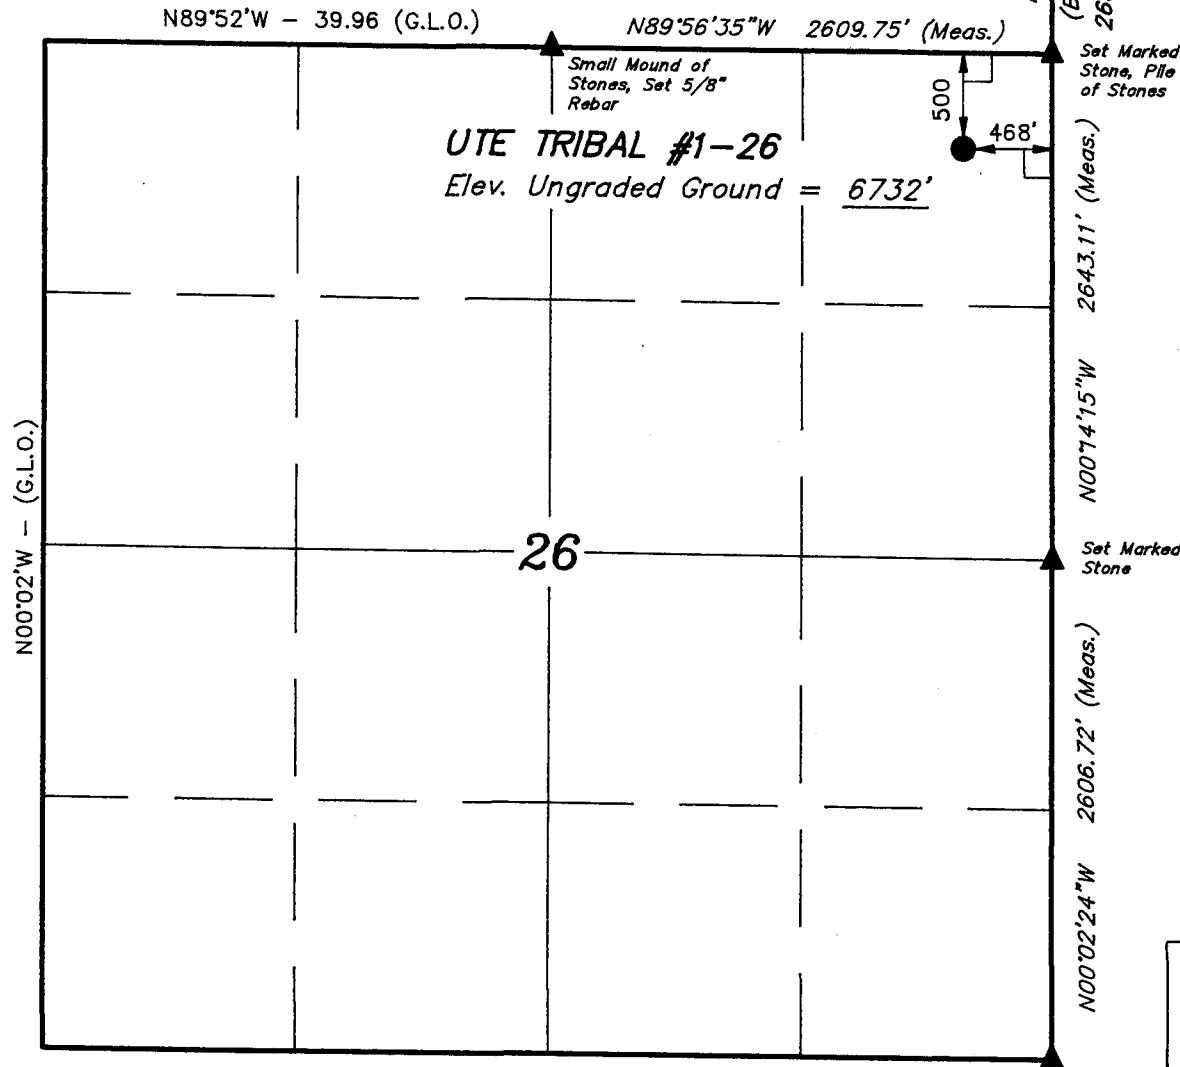 N89°52'W - 39.96 (G.L.O.)
N89°56'35"W 2609.75' (Meas.)
(E
26
Set Marked
Stone, Pile
of Stones
Small Mound of
Stones, Set 5/8"
Rebar
500
468'
UTE TRIBAL #1-26
Elev. Ungraded Ground = 6732'
2643.11' (Meas.)
N00°14'15"W
N00°02'W - (G.L.O.)
26
Set Marked
Stone
2606.72' (Meas.)
N00°02'24"W